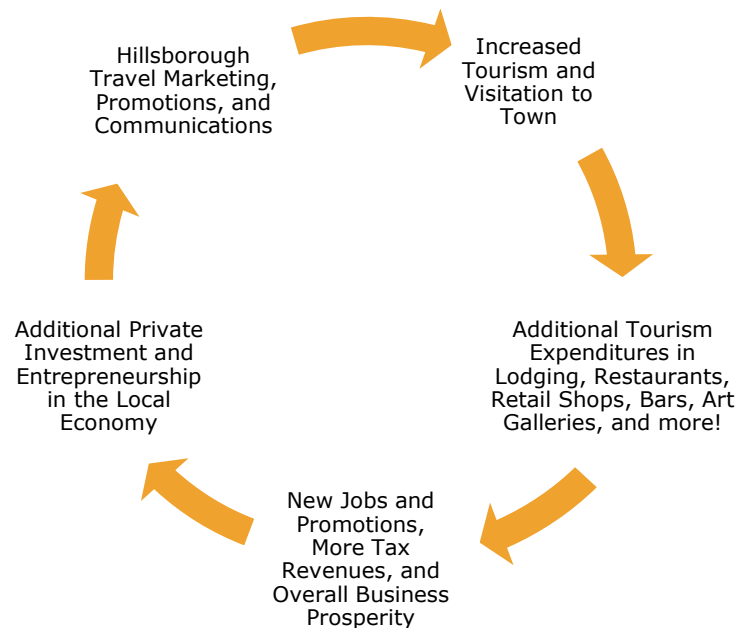 Hillsborough
Travel Marketing,
Promotions, and
Communications
Increased
Tourism and
Visitation to
Town
Additional Tourism
Expenditures in
Lodging, Restaurants,
Retail Shops, Bars, Art
Galleries, and more!
New Jobs and
Promotions,
More Tax
Revenues, and
Overall Business
Prosperity
Additional Private
Investment and
Entrepreneurship
in the Local
Economy